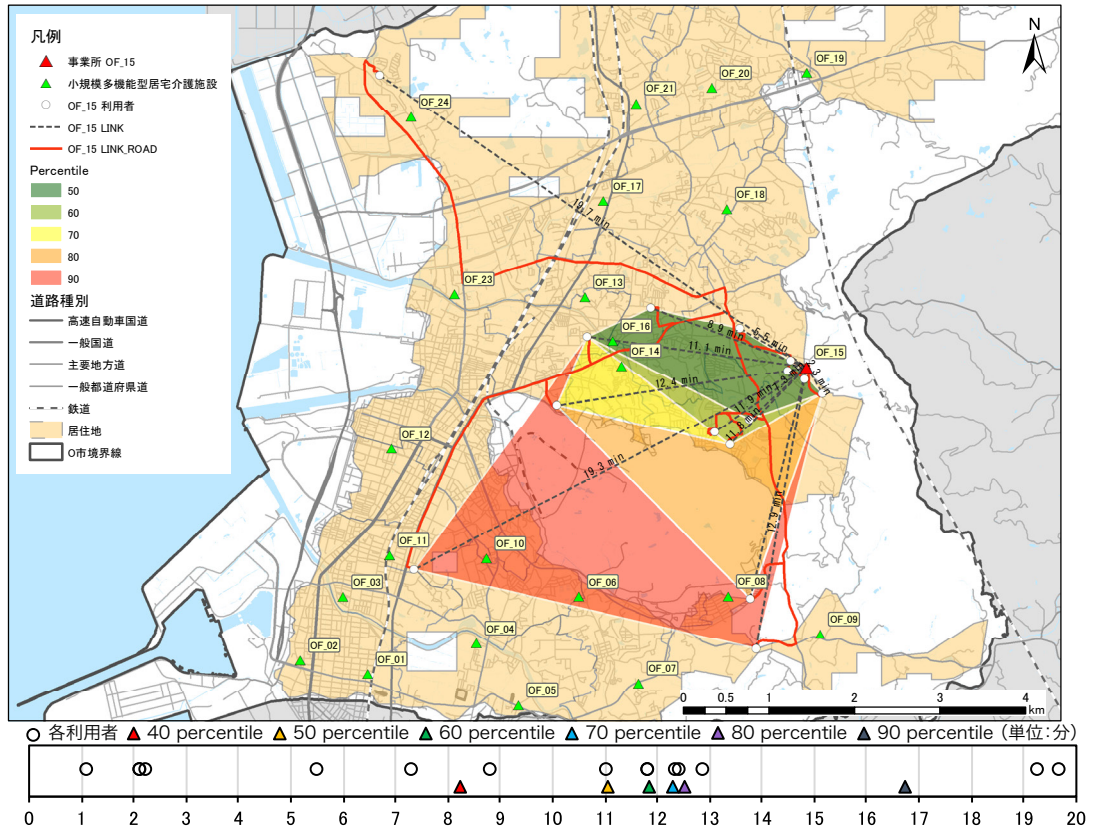 凡例
事業所 OF_15
小規模多機能型居宅介護施設
OF_15 利用者
OF_15 LINK
OF_15 LINK_ROAD
Percentile
50
60
70
80
90
道路種別
高速自動車国道
一般国道
主要地方道
一般都道府県道
鉄道
居住地
O市境界線
N
OF_19
OF_20
OF_21
OF_24
OF_17
OF_18
19.7 min
OF_23
OF_13
OF_16
8.9 min
5.5 min
11.1 min
OF_14
OF_15
12.4 min
11.8 min
OF_12
19.3 min
12.9 min
OF_11
OF_10
OF_03
OF_06
OF_08
OF_09
OF_04
OF_02
OF_01
OF_07
OF_05
0 0.5 1 2 3 4
km
各利用者 40 percentile 50 percentile 60 percentile 70 percentile 80 percentile 90 percentile (単位:分)
0 1 2 3 4 5 6 7 8 9 10 11 12 13 14 15 16 17 18 19 20